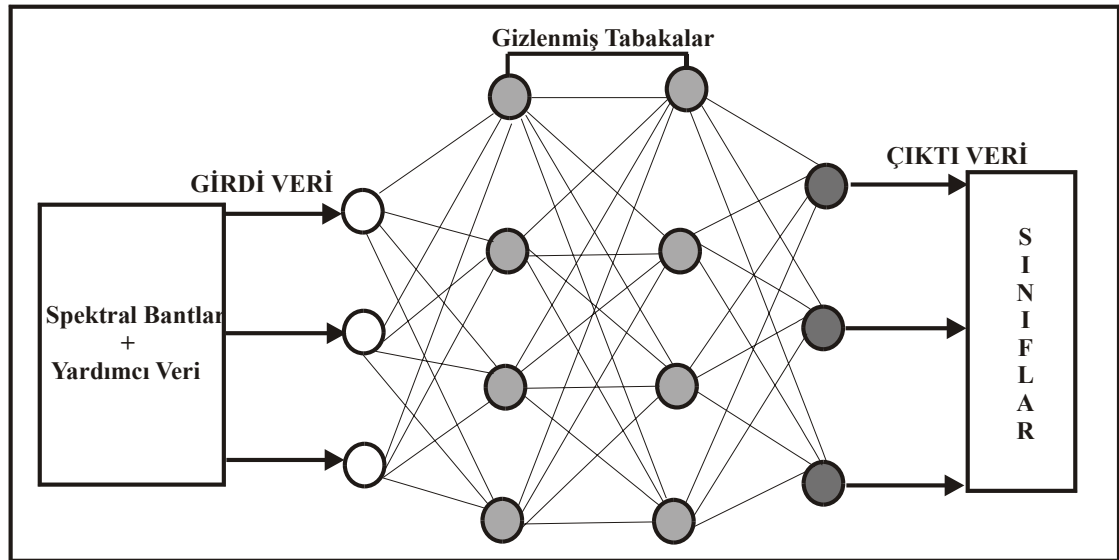 Gizlenmiş Tabakalar
GİRDİ VERİ
ÇIKTI VERİ
Spektral Bantlar
+
Yardımcı Veri
S
I
N
I
F
L
A
R